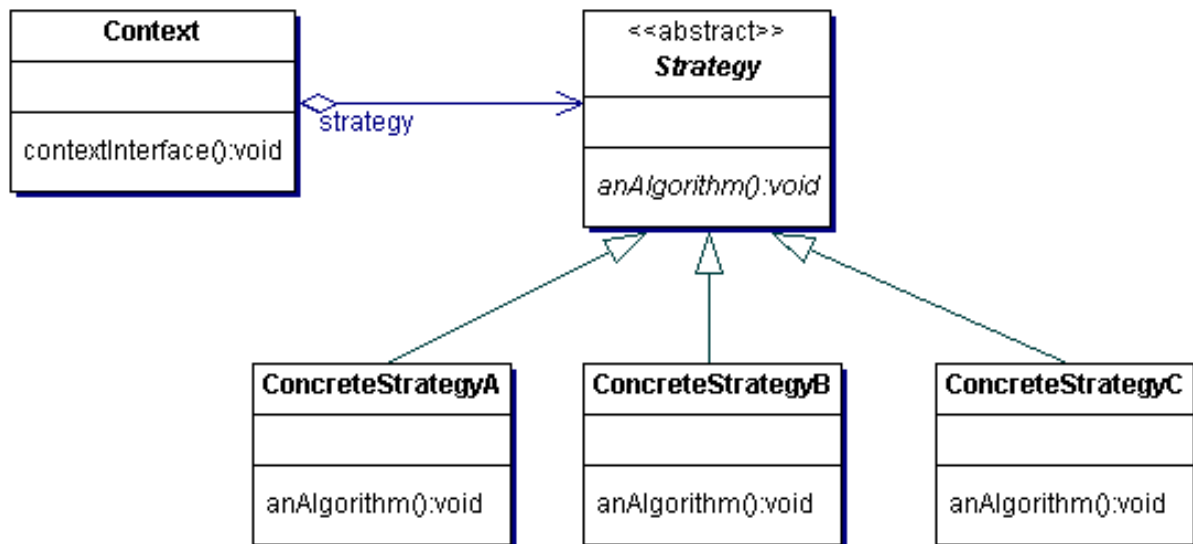 Context
contextInterface():void
strategy
<<abstract>>
Strategy
anAlgorithm():void
ConcreteStrategyA
anAlgorithm():void
ConcreteStrategyB
anAlgorithm():void
ConcreteStrategyC
anAlgorithm():void